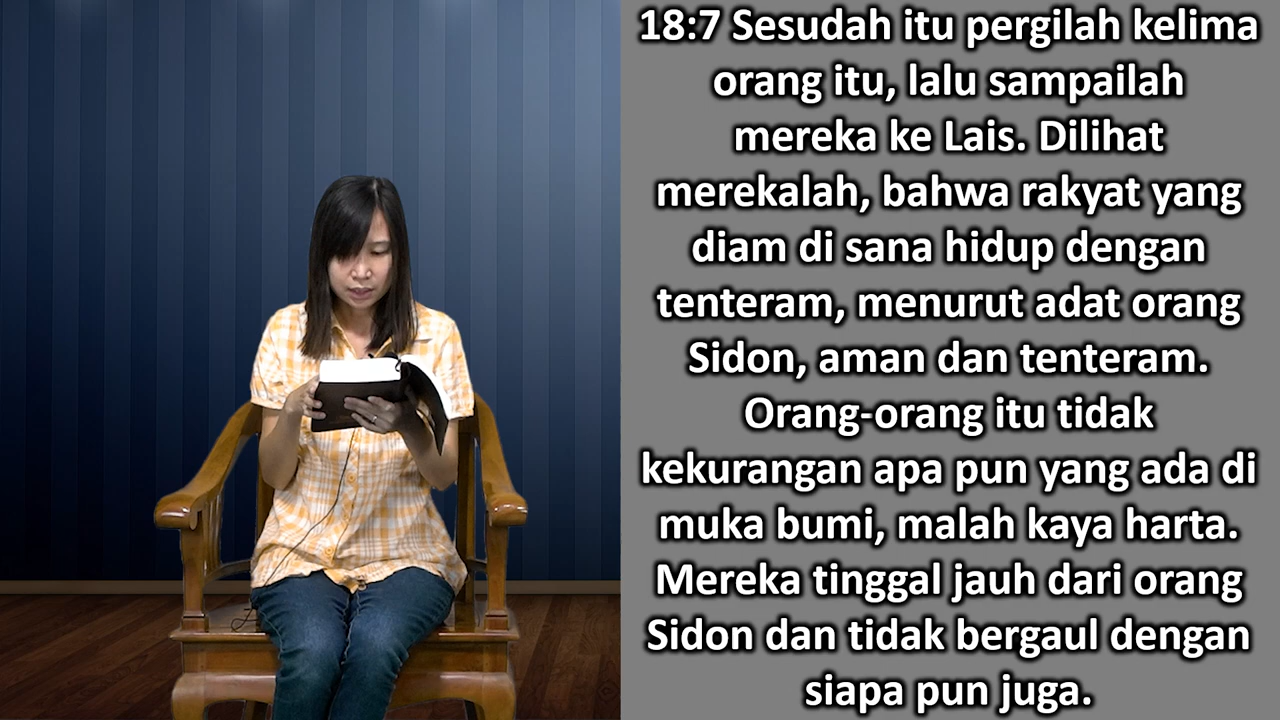 18:7 Sesudah itu pergilah kelima
orang itu, lalu sampailah
mereka ke Lais. Dilihat
merekalah, bahwa rakyat yang
diam di sana hidup dengan
tenteram, menurut adat orang
Sidon, aman dan tenteram.
Orang-orang itu tidak
kekurangan apa pun yang ada di
muka bumi, malah kaya harta.
Mereka tinggal jauh dari orang
Sidon dan tidak bergaul dengan
siapa pun juga.